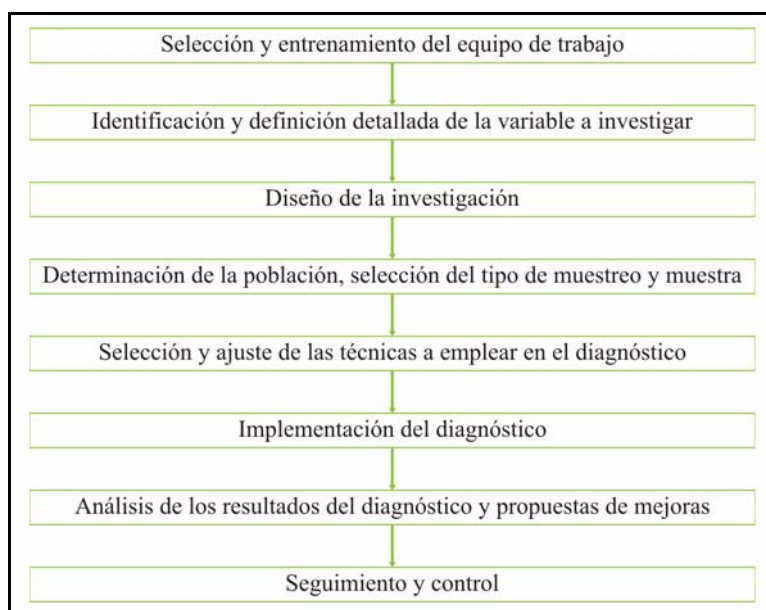 Selección y entrenamiento del equipo de trabajo
Identificación y definición detallada de la variable a investigar
Diseño de la investigación
Determinación de la población, selección del tipo de muestreo y muestra
Selección y ajuste de las técnicas a emplear en el diagnóstico
Implementación del diagnóstico
Análisis de los resultados del diagnóstico y propuestas de mejoras
Seguimiento y control